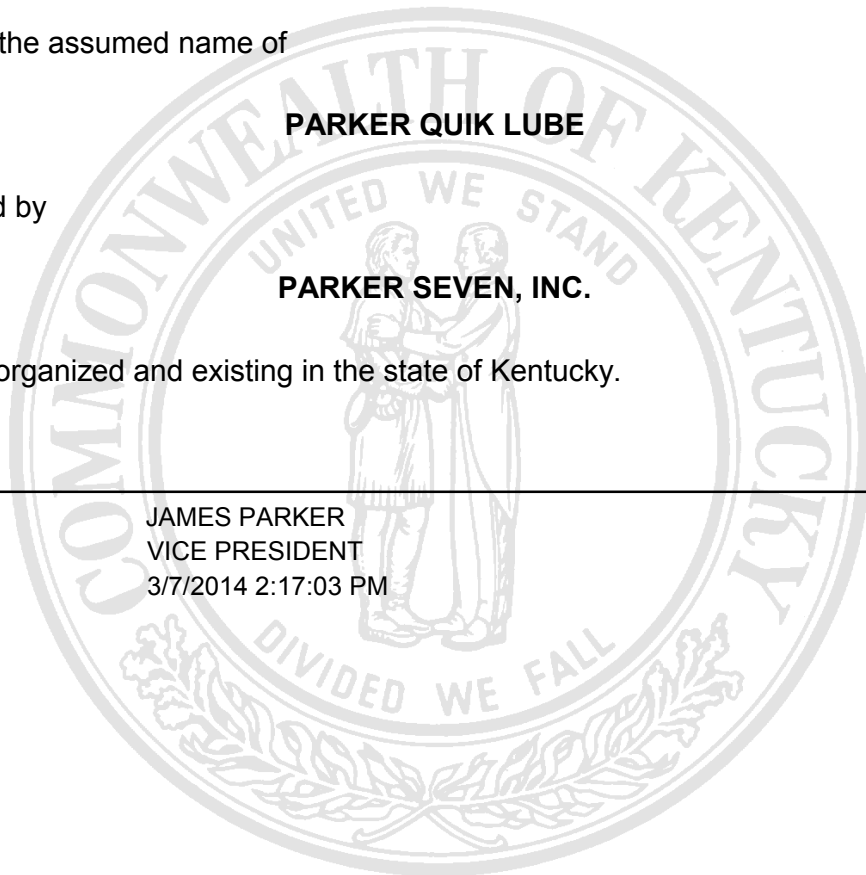 the assumed name of
PARKER QUIK LUBE
d by
PARKER SEVEN, INC.
organized and existing in the state of Kentucky.
JAMES PARKER
VICE PRESIDENT
3/7/2014 2:17:03 PM
COMMONWEALTH OF KENTUCKY
UNITED WE STAND
DIVIDED WE FALL